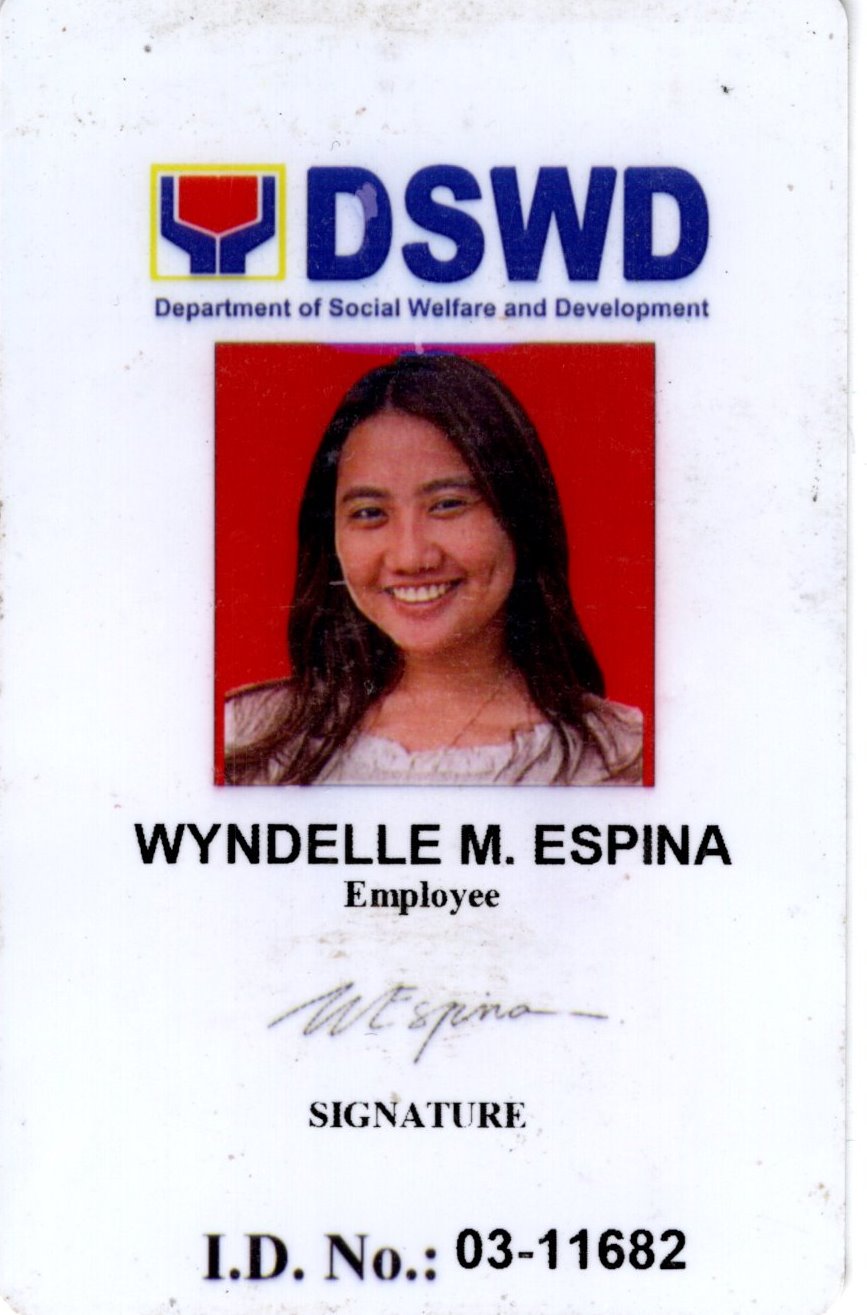 DSWD
Department of Social Welfare and Development
WYNDELLE M. ESPINA
Employee
WEspina
SIGNATURE
I.D. No.: 03-11682